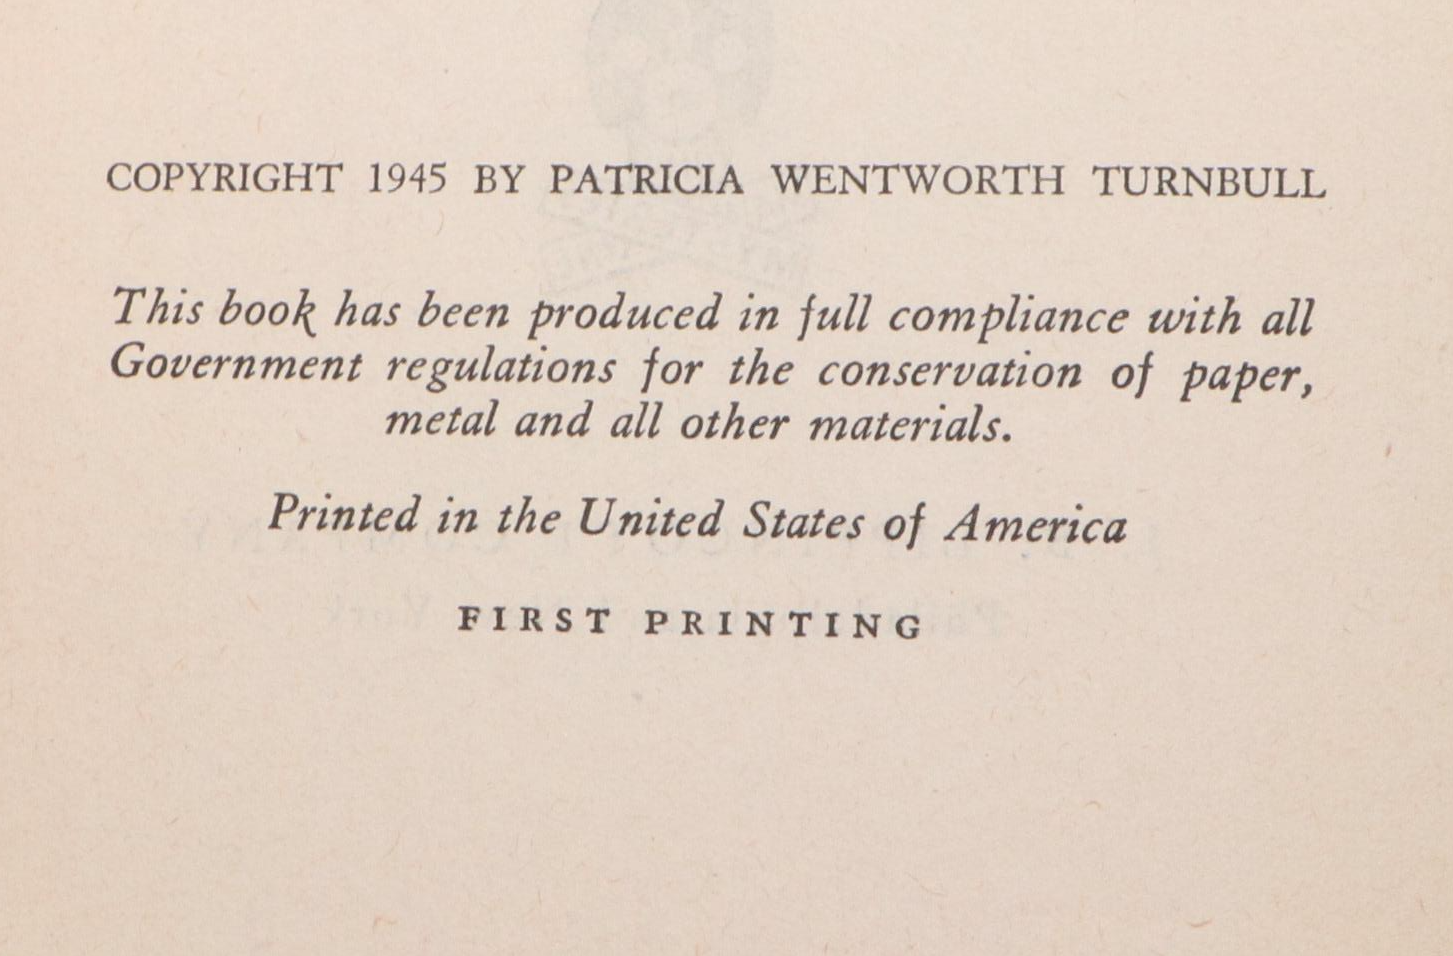 COPYRIGHT 1945 BY PATRICIA WENTWORTH TURNBULL
This book has been produced in full compliance with all
Government regulations for the conservation of paper,
metal and all other materials.
Printed in the United States of America
FIRST PRINTING